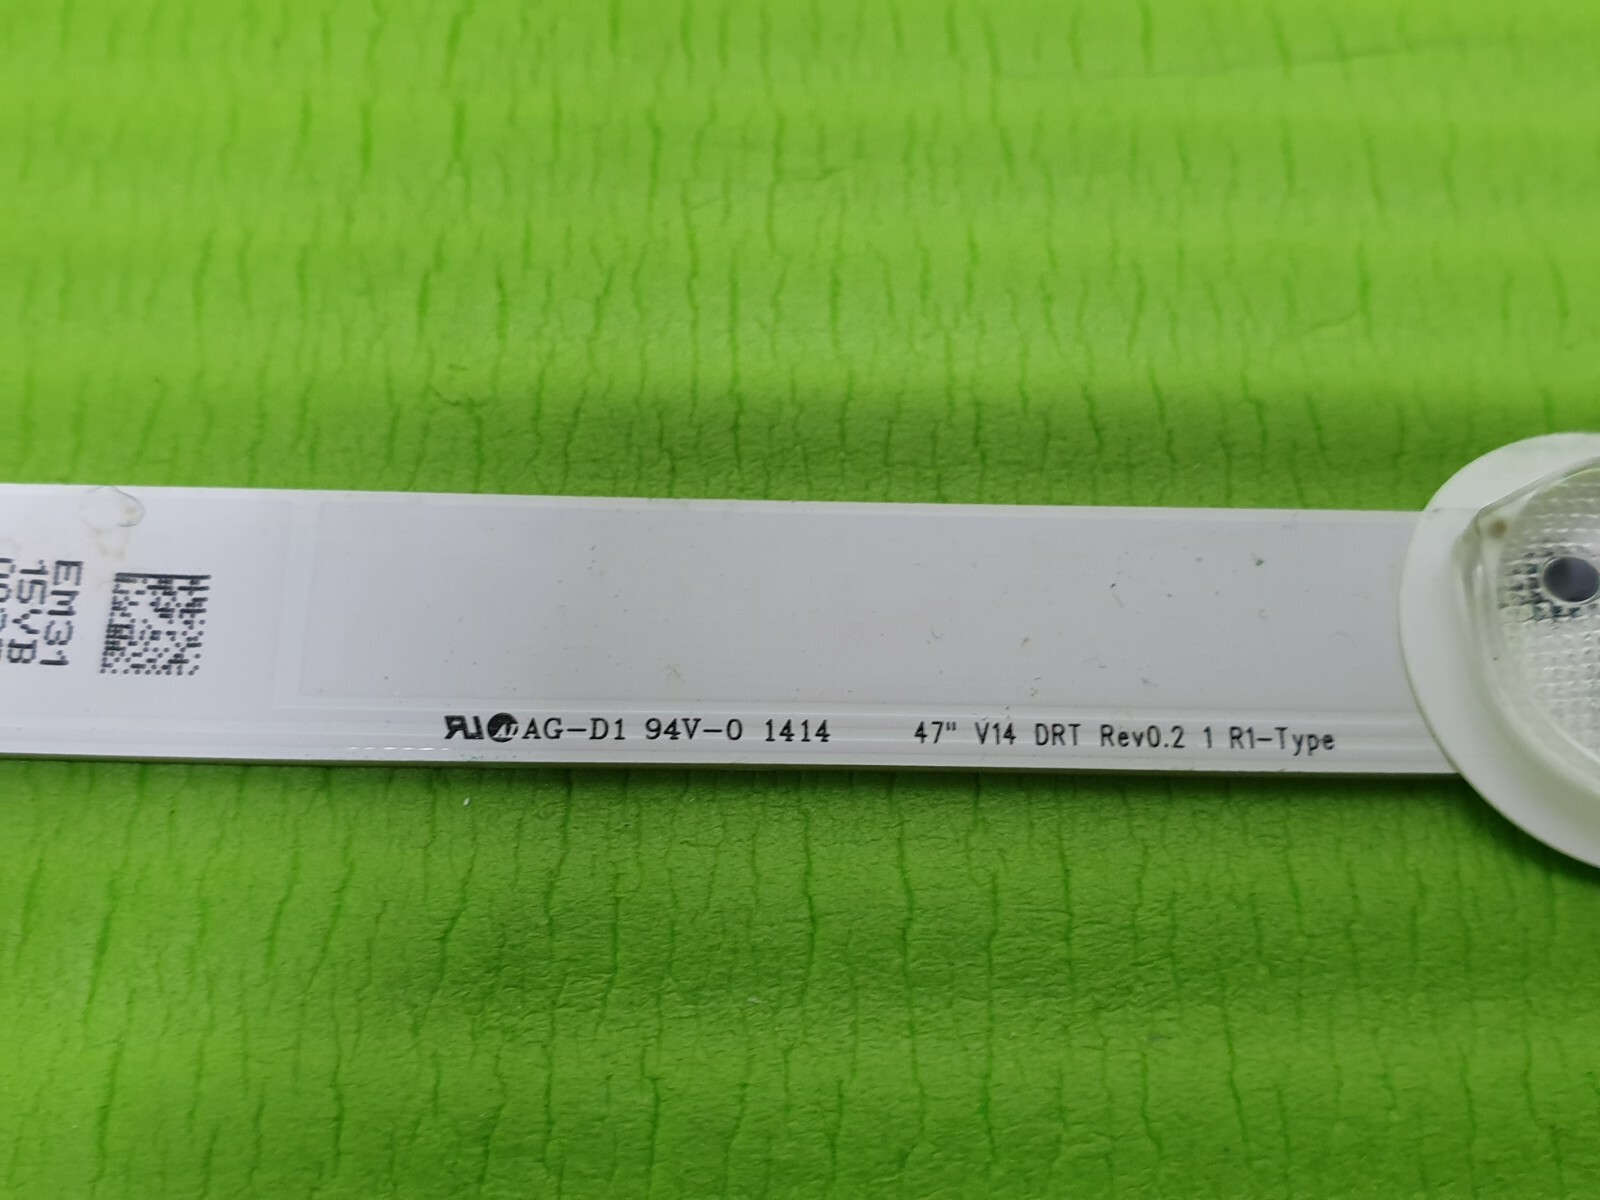 EM31
15VB
AG-D1 94V-0 1414 47" V14 DRT Rev0.2 1 R1-Type